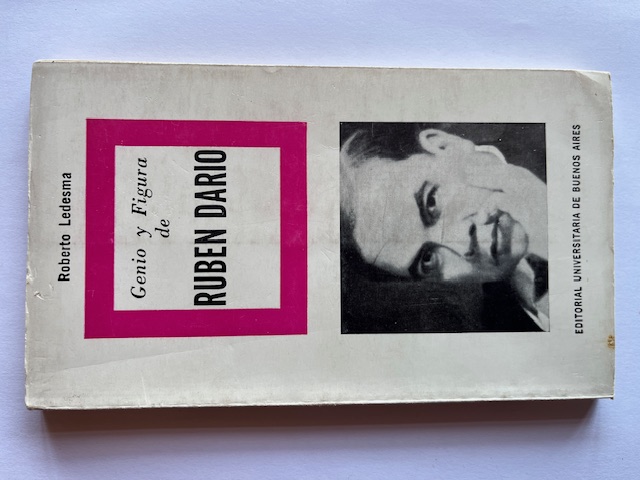 Roberto Ledesma
Genio y Figura
de
RUBEN DARIO
EDITORIAL UNIVERSITARIA DE BUENOS AIRES